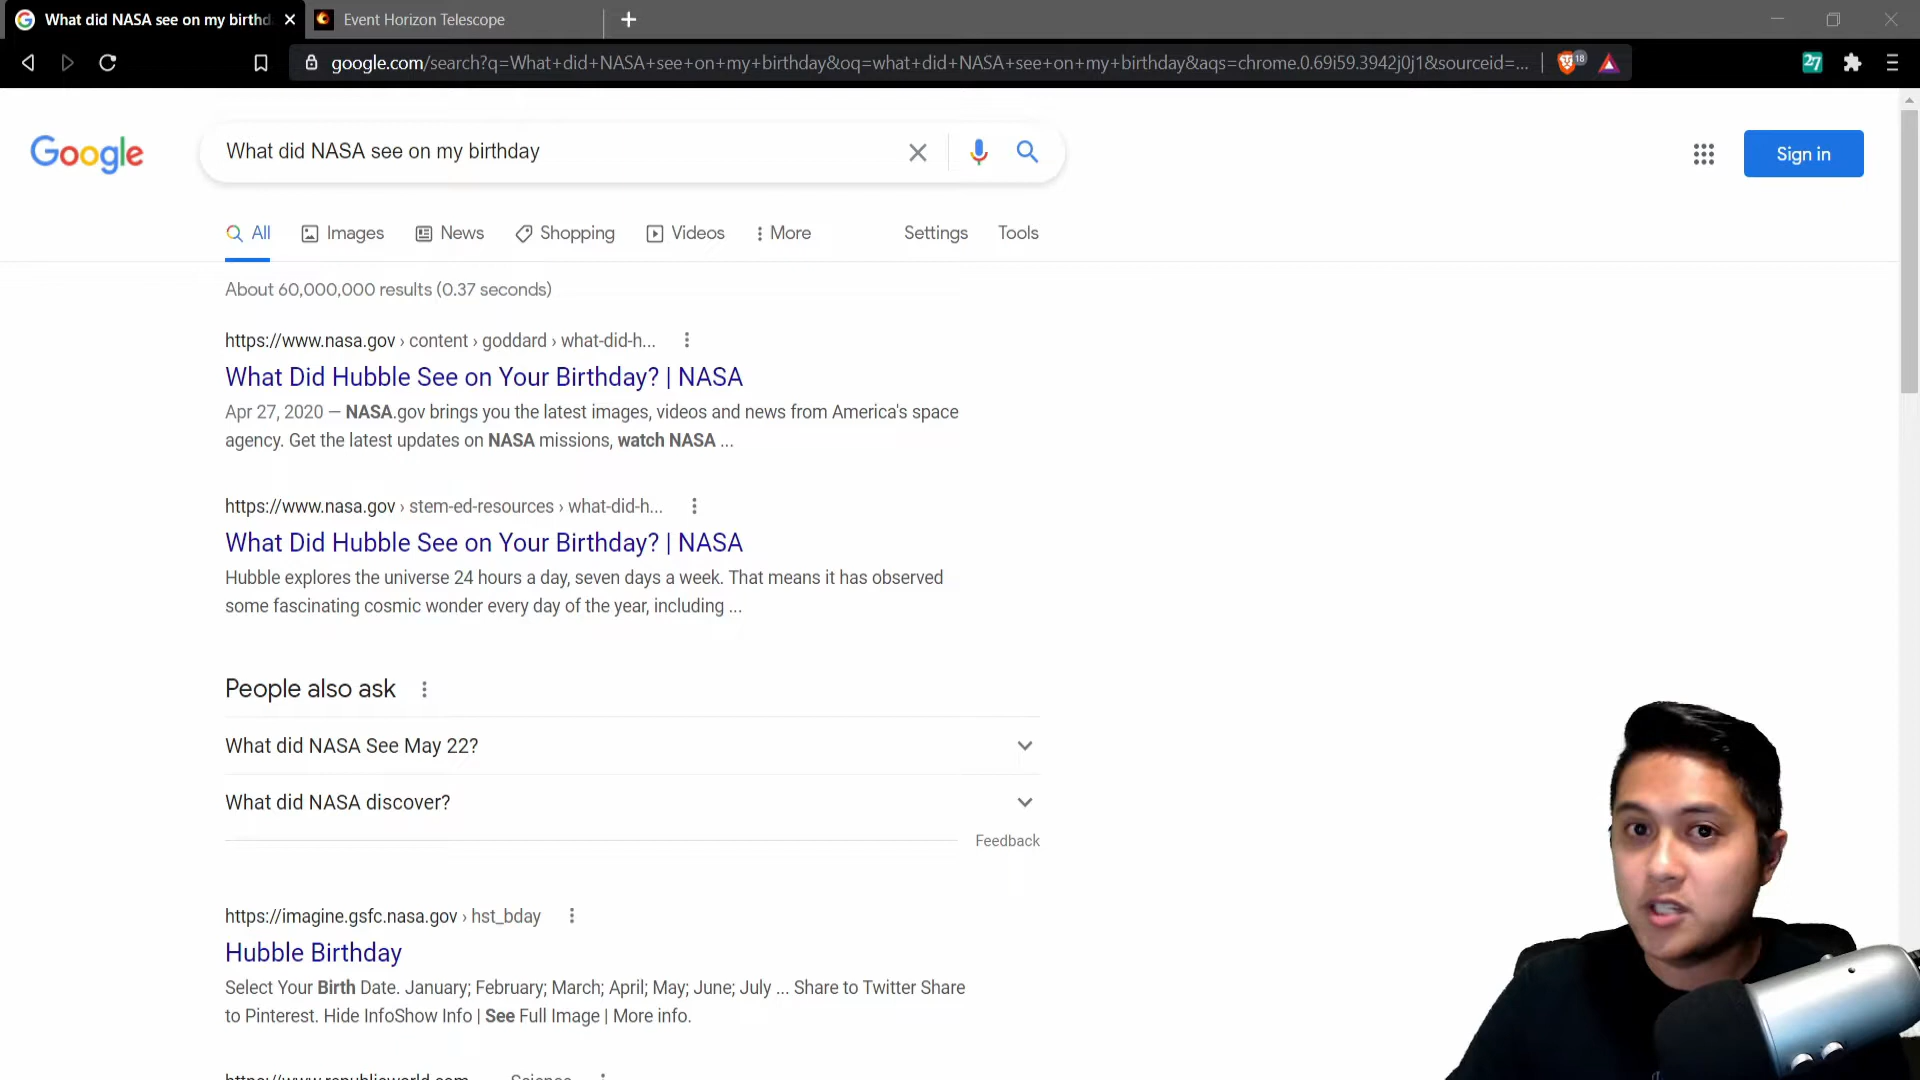 What did NASA see on my birthd
Event Horizon Telescope
google.com/search?q=What+did+NASA+see+on+my+birthday&oq=what+did+NASA+see+on+my+birthday&aqs=chrome.0.69i59.3942j0j1&sourceid=...
18
27
Google
What did NASA see on my birthday
Sign in
All
Images
News
Shopping
Videos
More
Settings
Tools
About 60,000,000 results (0.37 seconds)
https://www.nasa.gov › content › goddard › what-did-h...
What Did Hubble See on Your Birthday? | NASA
Apr 27, 2020 — NASA.gov brings you the latest images, videos and news from America's space
agency. Get the latest updates on NASA missions, watch NASA ...
https://www.nasa.gov › stem-ed-resources › what-did-h...
What Did Hubble See on Your Birthday? | NASA
Hubble explores the universe 24 hours a day, seven days a week. That means it has observed
some fascinating cosmic wonder every day of the year, including ...
People also ask
What did NASA See May 22?
What did NASA discover?
Feedback
https://imagine.gsfc.nasa.gov › hst_bday
Hubble Birthday
Select Your Birth Date. January; February; March; April; May; June; July ... Share to Twitter Share
to Pinterest. Hide InfoShow Info | See Full Image | More info.